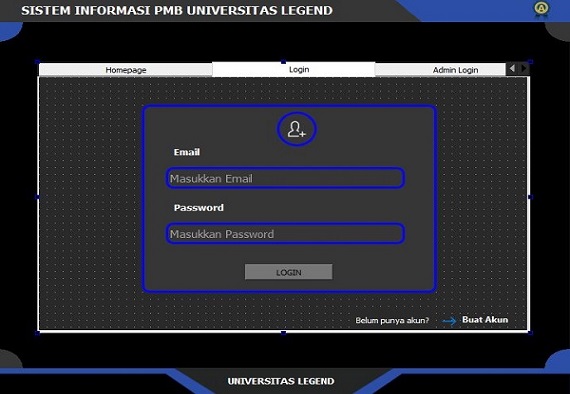 SISTEM INFORMASI PMB UNIVERSITAS LEGEND
A
Homepage Login Admin Login
Email
Masukkan Email
Password
Masukkan Password
LOGIN
Belum punya akun? Buat Akun
UNIVERSITAS LEGEND